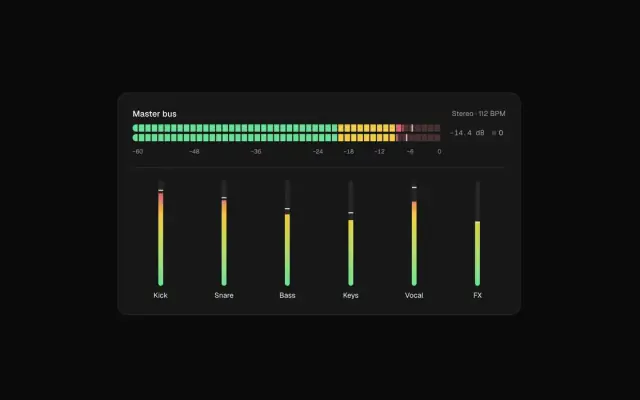 Master bus
Stereo · 112 BPM
-14.4 dB 0
-60 -48 -36 -24 -18 -12 -6 0
Kick Snare Bass Keys Vocal FX